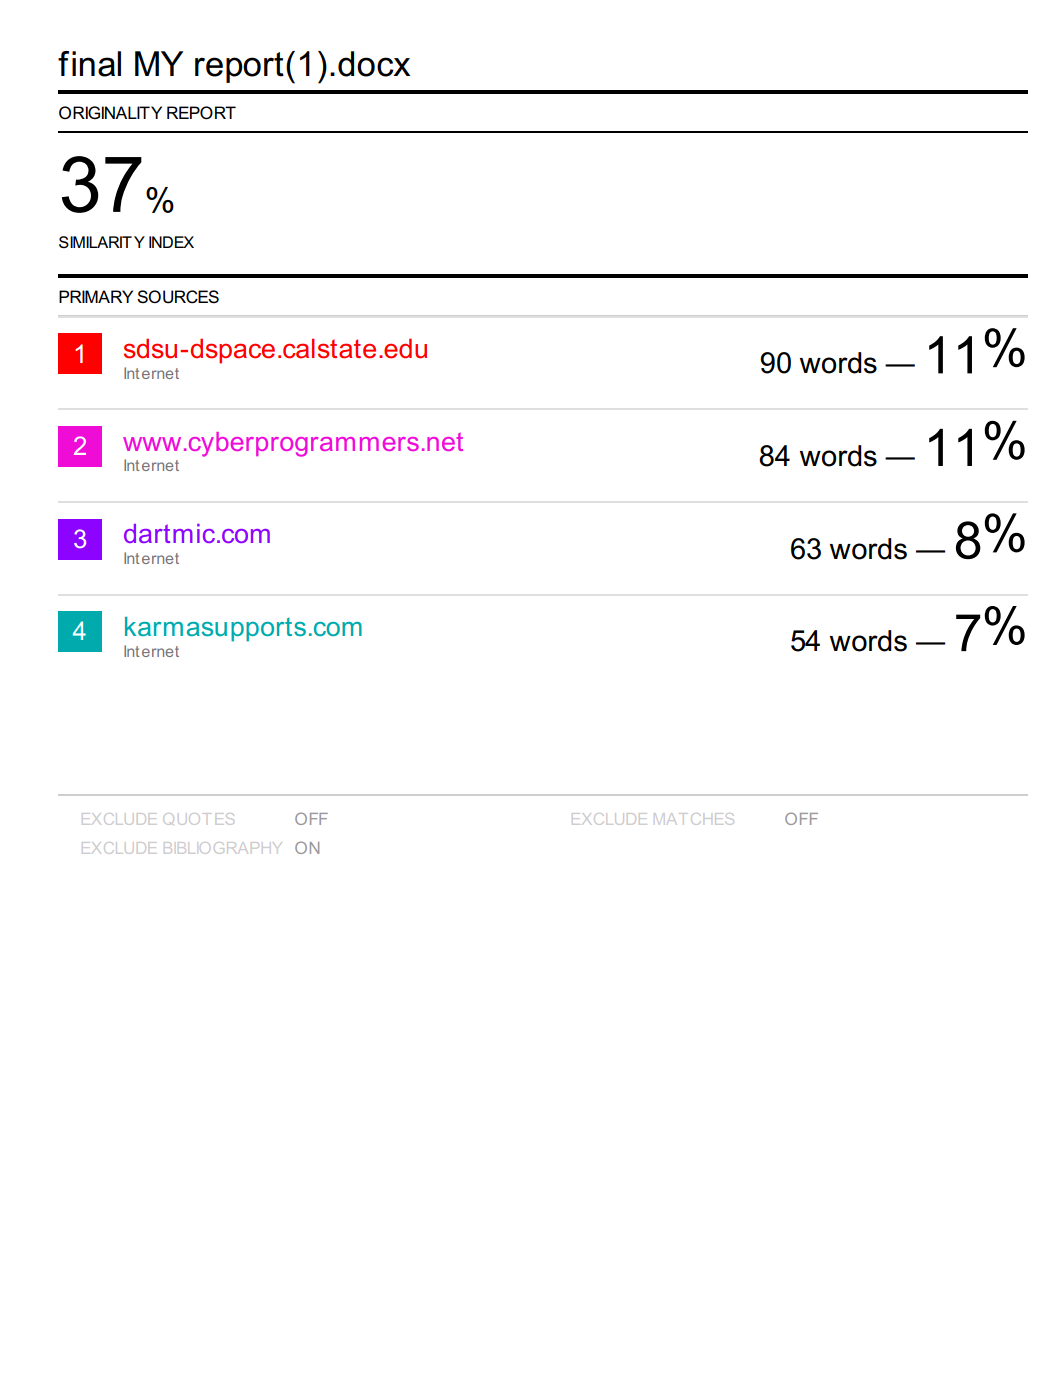 final MY report(1).docx
ORIGINALITY REPORT
37%
SIMILARITY INDEX
PRIMARY SOURCES
1 sdsu-dspace.calstate.edu 90 words — 11%
Internet
2 www.cyberprogrammers.net 84 words — 11%
Internet
3 dartmic.com 63 words — 8%
Internet
4 karmasupports.com 54 words — 7%
Internet
EXCLUDE QUOTES OFF EXCLUDE MATCHES OFF
EXCLUDE BIBLIOGRAPHY ON